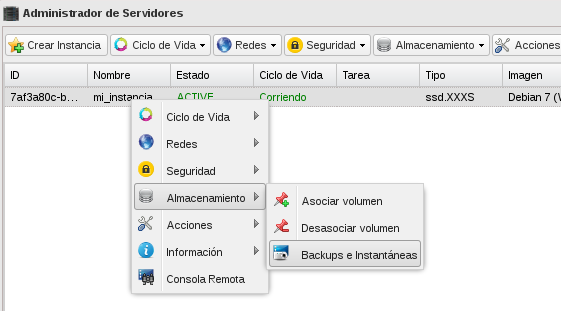 Administrador de Servidores
Crear Instancia Ciclo de Vida Redes Seguridad Almacenamiento Acciones
ID Nombre Estado Ciclo de Vida Tarea Tipo Imagen
7af3a80c-b... mi_instancia ACTIVE Corriendo ssd.XXXS Debian 7 (
Ciclo de Vida
Redes
Seguridad
Almacenamiento
Acciones
Información
Consola Remota
Asociar volumen
Desasociar volumen
Backups e Instantáneas